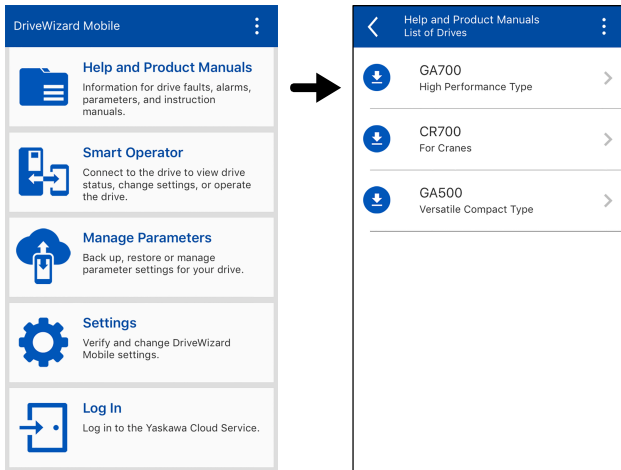 DriveWizard Mobile
Help and Product Manuals
Information for drive faults, alarms,
parameters, and instruction
manuals.
Smart Operator
Connect to the drive to view drive
status, change settings, or operate
the drive.
Manage Parameters
Back up, restore or manage
parameter settings for your drive.
Settings
Verify and change DriveWizard
Mobile settings.
Log In
Log in to the Yaskawa Cloud Service.
Help and Product Manuals
List of Drives
GA700
High Performance Type
CR700
For Cranes
GA500
Versatile Compact Type